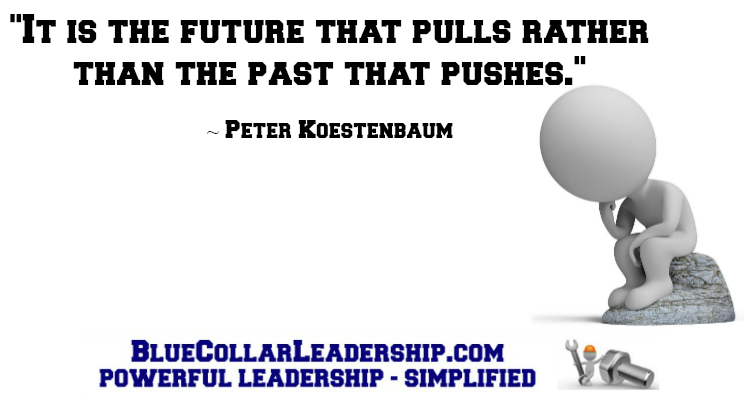 "It is the future that pulls rather
than the past that pushes."
~ Peter Koestenbaum
BlueCollarLeadership.com
powerful leadership - simplified